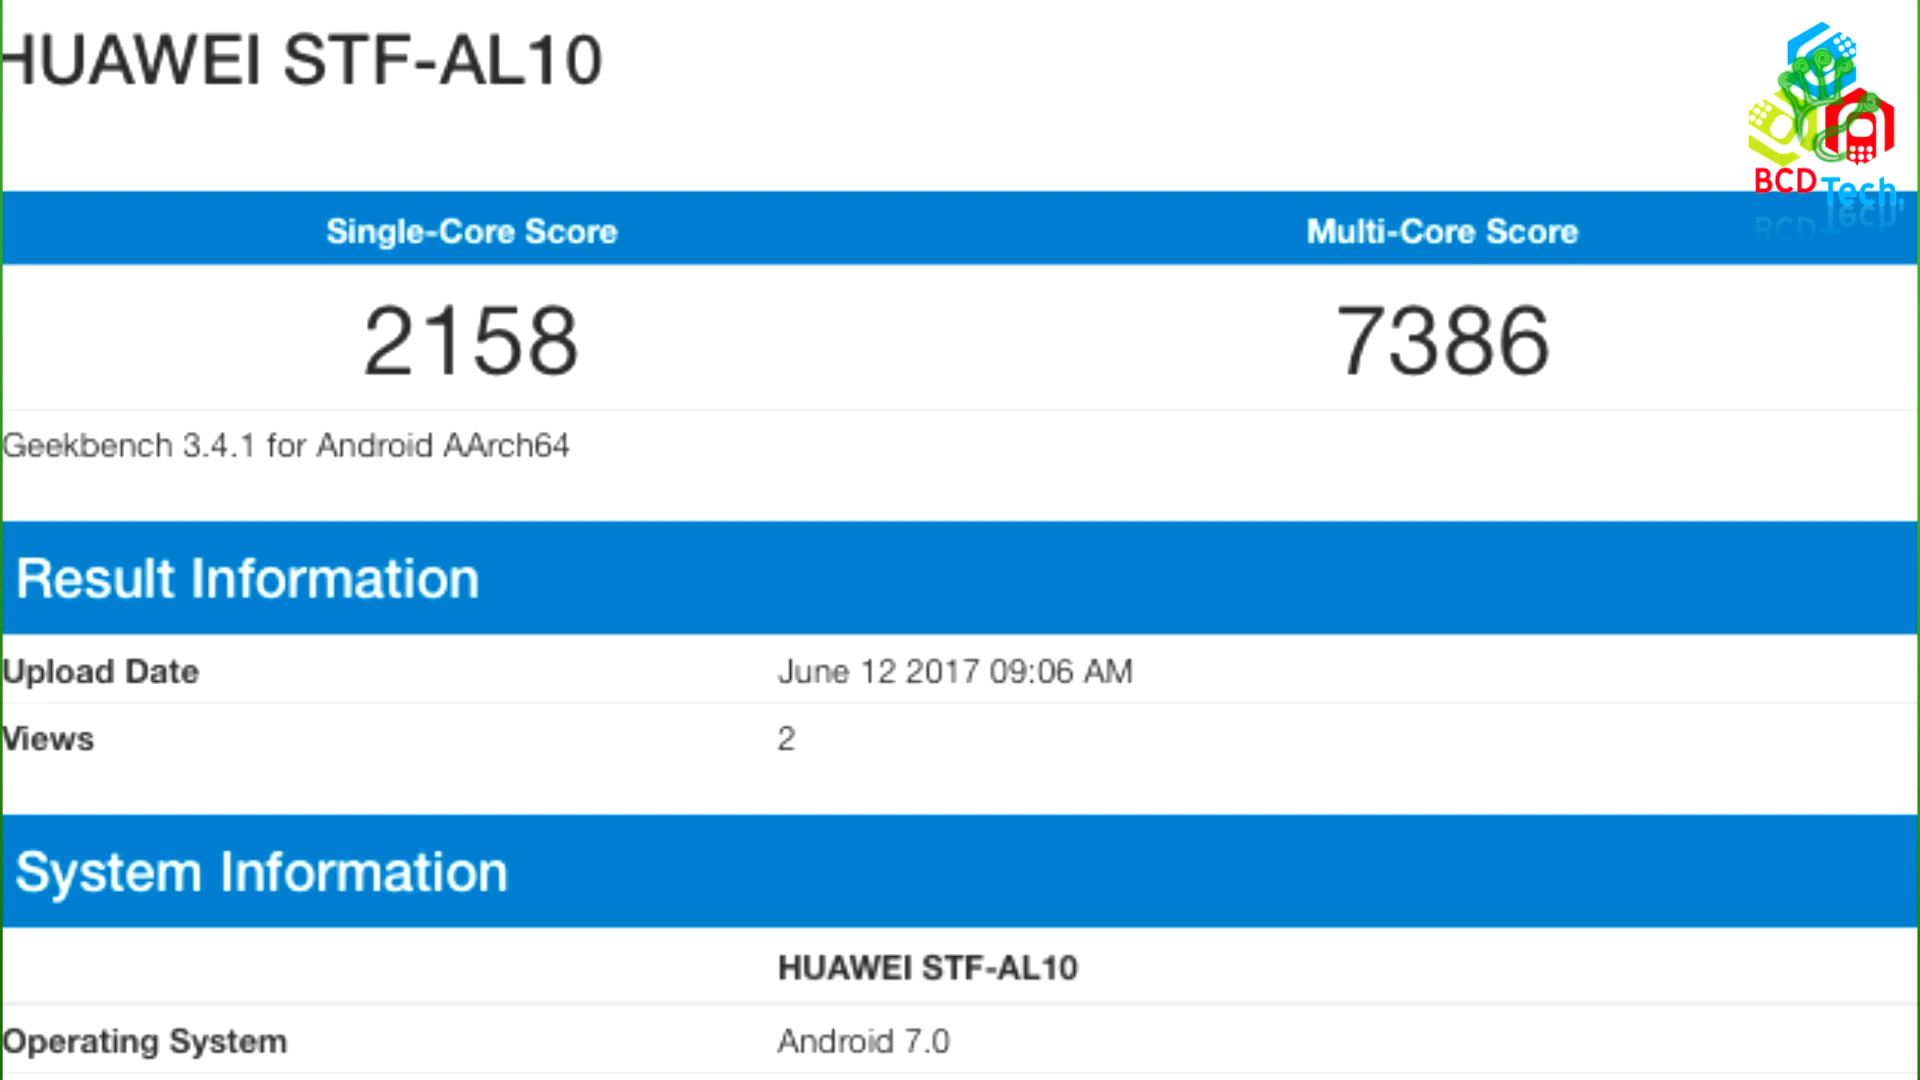 HUAWEI STF-AL10
BCD Tech,
Single-Core Score Multi-Core Score
2158 7386
Geekbench 3.4.1 for Android AArch64
Result Information
Upload Date June 12 2017 09:06 AM
Views 2
System Information
HUAWEI STF-AL10
Operating System Android 7.0